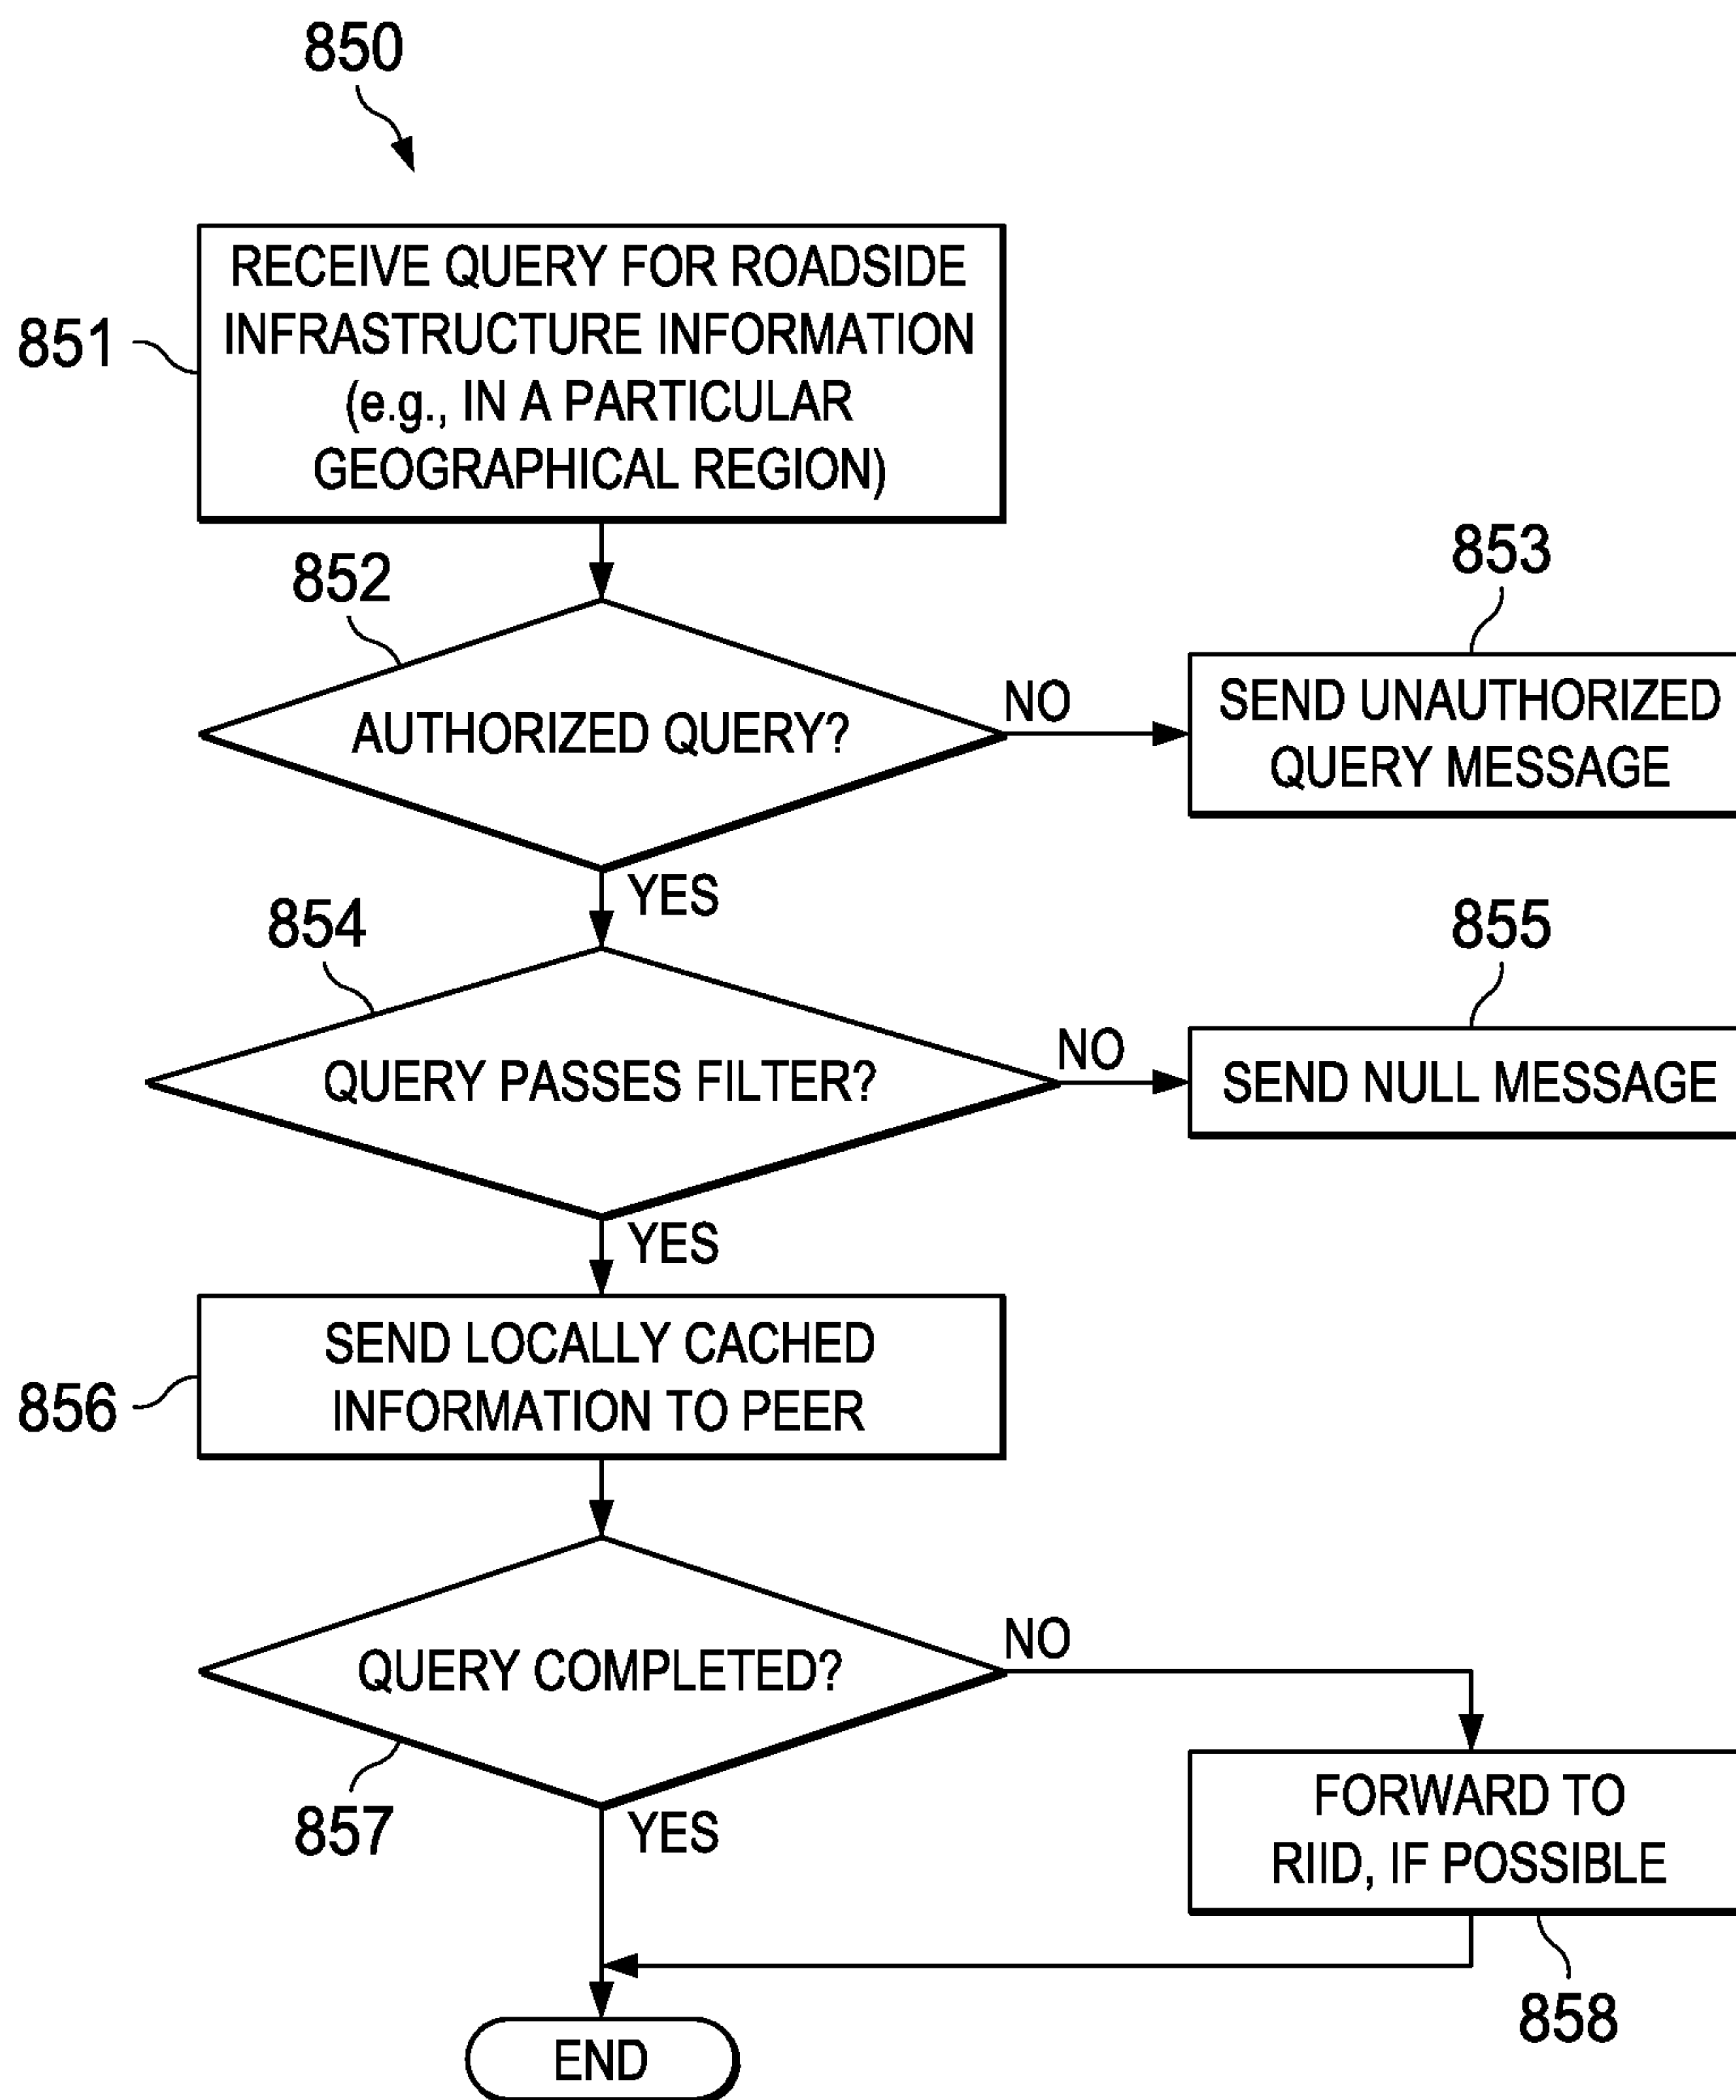 850
851
RECEIVE QUERY FOR ROADSIDE
INFRASTRUCTURE INFORMATION
(e.g., IN A PARTICULAR
GEOGRAPHICAL REGION)
852
AUTHORIZED QUERY?
NO
853
SEND UNAUTHORIZED
QUERY MESSAGE
YES
854
QUERY PASSES FILTER?
NO
855
SEND NULL MESSAGE
YES
856
SEND LOCALLY CACHED
INFORMATION TO PEER
QUERY COMPLETED?
NO
857
YES
FORWARD TO
RIID, IF POSSIBLE
858
END